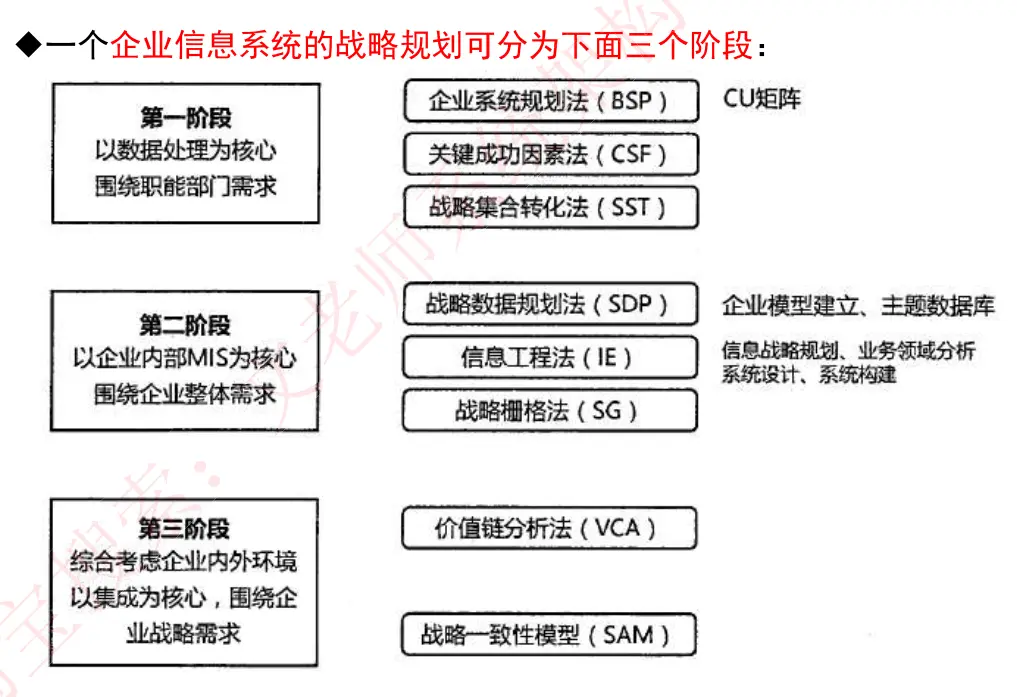 ◆一个企业信息系统的战略规划可分为下面三个阶段：
第一阶段
以数据处理为核心
围绕职能部门需求
企业系统规划法（BSP）
CU矩阵
关键成功因素法（CSF）
战略集合转化法（SST）
第二阶段
以企业内部MIS为核心
围绕企业整体需求
战略数据规划法（SDP）
企业模型建立、主题数据库
信息工程法（IE）
信息战略规划、业务领域分析
系统设计、系统构建
战略栅格法（SG）
第三阶段
综合考虑企业内外环境
以集成为核心，围绕企
业战略需求
价值链分析法（VCA）
战略一致性模型（SAM）